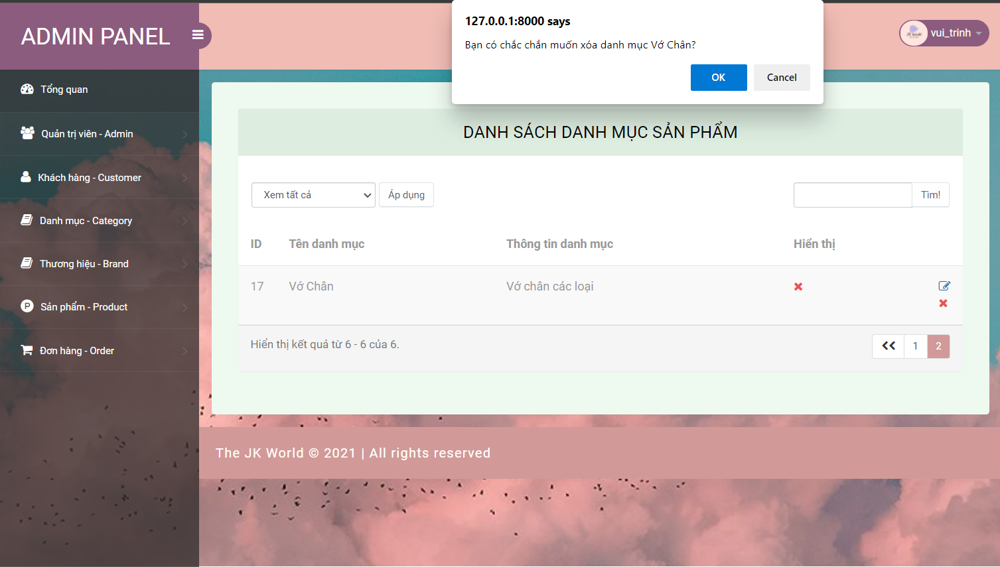 127.0.0.1:8000 says
Bạn có chắc chắn muốn xóa danh mục Vớ Chân?
OK Cancel
ADMIN PANEL
vui_trinh
Tổng quan
Quản trị viên - Admin
Khách hàng - Customer
Danh mục - Category
Thương hiệu - Brand
Sản phẩm - Product
Đơn hàng - Order
DANH SÁCH DANH MỤC SẢN PHẨM
Xem tất cả Áp dụng Tìm!
ID Tên danh mục Thông tin danh mục Hiển thị
17 Vớ Chân Vớ chân các loại
Hiển thị kết quả từ 6 - 6 của 6. 1 2
The JK World © 2021 | All rights reserved